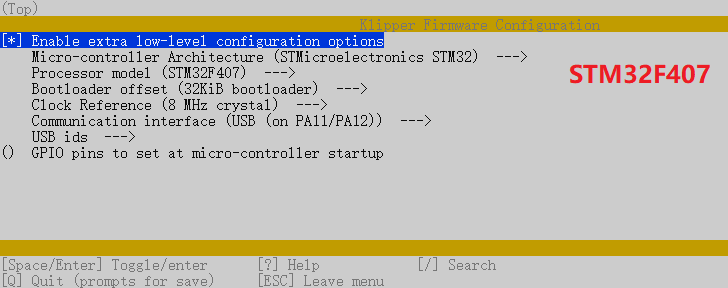 (Top)
Klipper Firmware Configuration
[*] Enable extra low-level configuration options
Micro-controller Architecture (STMicroelectronics STM32) --->
Processor model (STM32F407) --->
STM32F407
Bootloader offset (32KiB bootloader) --->
Clock Reference (8 MHz crystal) --->
Communication interface (USB (on PA11/PA12)) --->
USB ids --->
() GPIO pins to set at micro-controller startup
[Space/Enter] Toggle/enter [?] Help [/] Search
[Q] Quit (prompts for save) [ESC] Leave menu